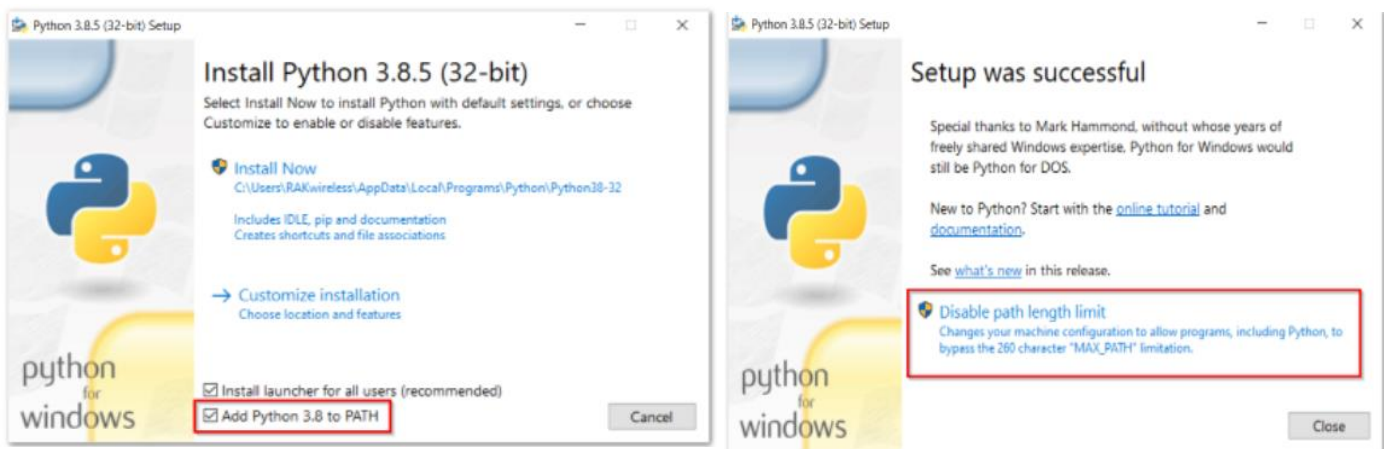 Python 3.8.5 (32-bit) Setup
Install Python 3.8.5 (32-bit)
Select Install Now to install Python with default settings, or choose
Customize to enable or disable features.
Install Now
C:\Users\RAKwireless\AppData\Local\Programs\Python\Python38-32
Includes IDLE, pip and documentation
Creates shortcuts and file associations
→ Customize installation
Choose location and features
Install launcher for all users (recommended)
Add Python 3.8 to PATH
Cancel
python
for
windows
Python 3.8.5 (32-bit) Setup
Setup was successful
Special thanks to Mark Hammond, without whose years of
freely shared Windows expertise, Python for Windows would
still be Python for DOS.
New to Python? Start with the online tutorial and
documentation.
See what's new in this release.
Disable path length limit
Changes your machine configuration to allow programs, including Python, to
bypass the 260 character "MAX_PATH" limitation.
Close
python
for
windows